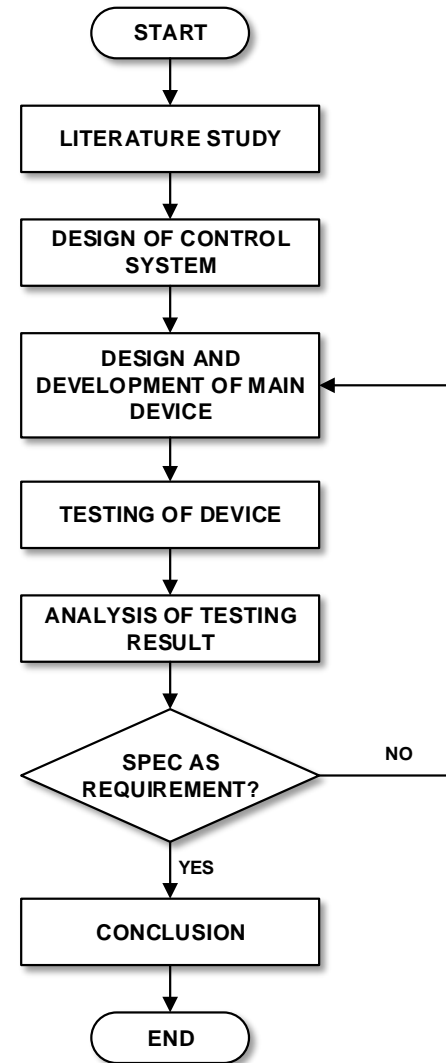 START
LITERATURE STUDY
DESIGN OF CONTROL
SYSTEM
DESIGN AND
DEVELOPMENT OF MAIN
DEVICE
TESTING OF DEVICE
ANALYSIS OF TESTING
RESULT
SPEC AS
REQUIREMENT?
NO
YES
CONCLUSION
END